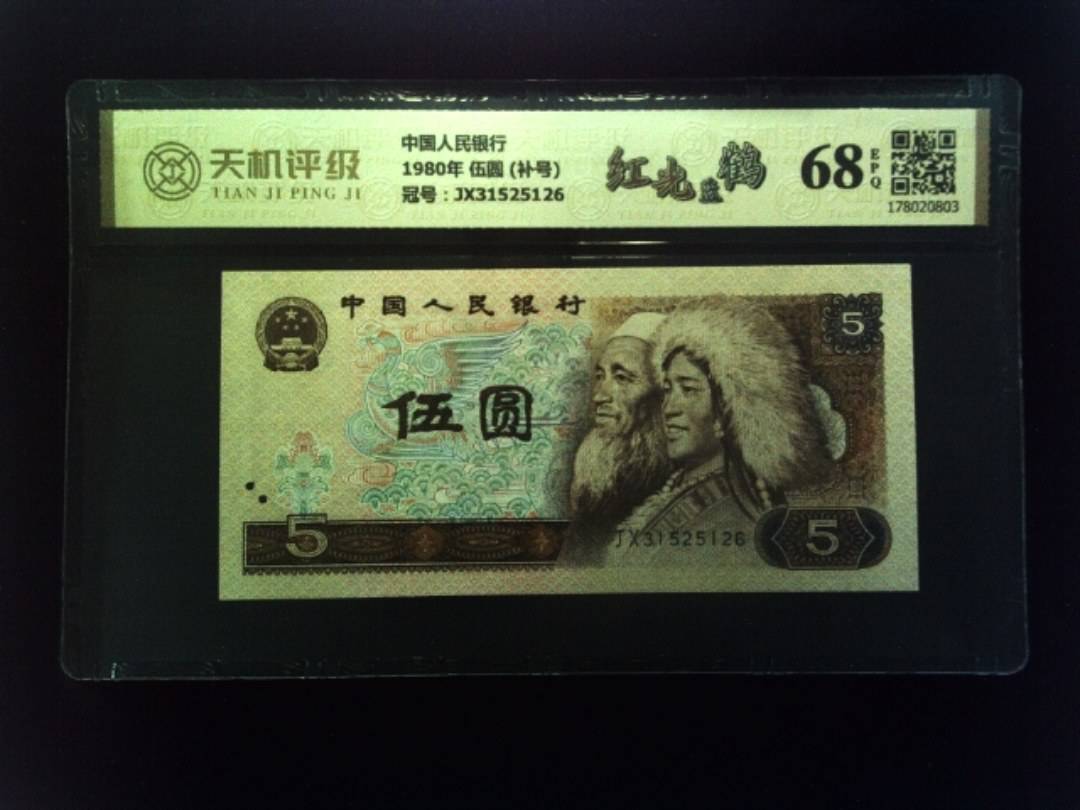 天机评级
TIAN JI PING JI
中国人民银行
1980年 伍圆 (补号)
冠号：JX31525126
红光蓝鹤
68
EPQ
178020803
中国人民银行
5
伍圆
5
JX31525126
5